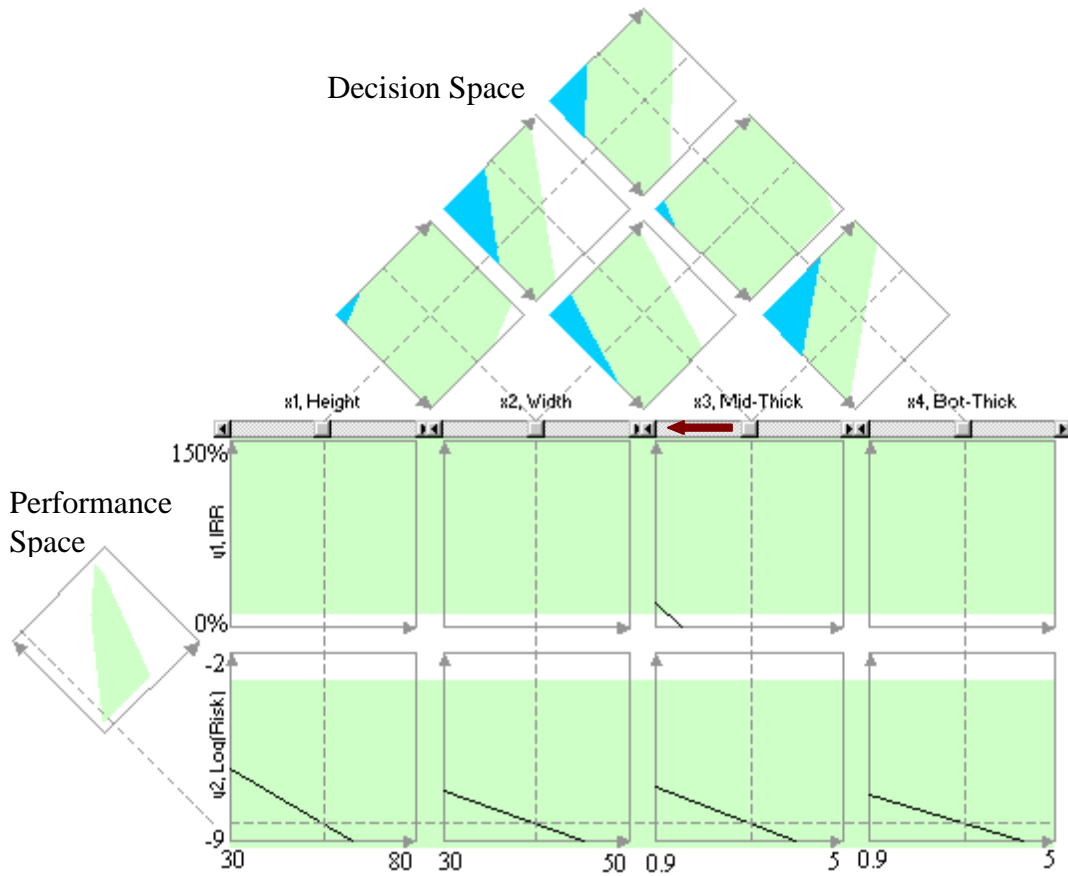 Decision Space
x1, Height
x2, Width
x3, Mid-Thick
x4, Bot-Thick
150%
y1, IRR
0%
Performance
Space
-2
y2, Log(Risk)
-9
30
80
30
50
0.9
5
0.9
5